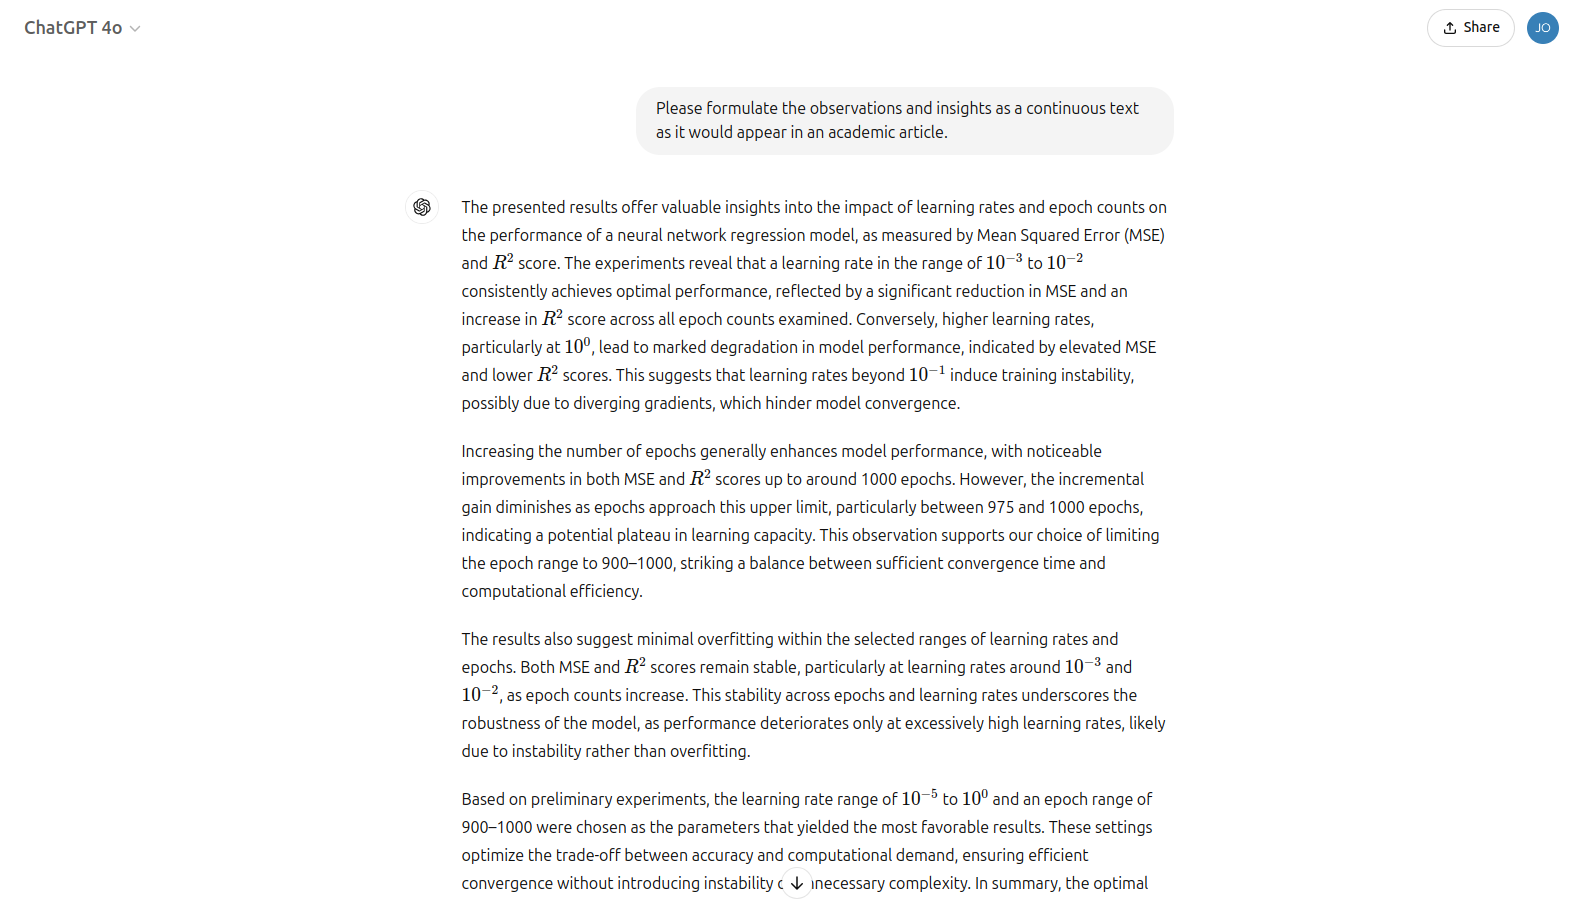 ChatGPT 4o
Share
JO
Please formulate the observations and insights as a continuous text
as it would appear in an academic article.
The presented results offer valuable insights into the impact of learning rates and epoch counts on
the performance of a neural network regression model, as measured by Mean Squared Error (MSE)
and R² score. The experiments reveal that a learning rate in the range of 10⁻³ to 10⁻²
consistently achieves optimal performance, reflected by a significant reduction in MSE and an
increase in R² score across all epoch counts examined. Conversely, higher learning rates,
particularly at 10⁰, lead to marked degradation in model performance, indicated by elevated MSE
and lower R² scores. This suggests that learning rates beyond 10⁻¹ induce training instability,
possibly due to diverging gradients, which hinder model convergence.
Increasing the number of epochs generally enhances model performance, with noticeable
improvements in both MSE and R² scores up to around 1000 epochs. However, the incremental
gain diminishes as epochs approach this upper limit, particularly between 975 and 1000 epochs,
indicating a potential plateau in learning capacity. This observation supports our choice of limiting
the epoch range to 900–1000, striking a balance between sufficient convergence time and
computational efficiency.
The results also suggest minimal overfitting within the selected ranges of learning rates and
epochs. Both MSE and R² scores remain stable, particularly at learning rates around 10⁻³ and
10⁻², as epoch counts increase. This stability across epochs and learning rates underscores the
robustness of the model, as performance deteriorates only at excessively high learning rates, likely
due to instability rather than overfitting.
Based on preliminary experiments, the learning rate range of 10⁻⁵ to 10⁰ and an epoch range of
900–1000 were chosen as the parameters that yielded the most favorable results. These settings
optimize the trade-off between accuracy and computational demand, ensuring efficient
convergence without introducing instability complexity. In summary, the optimal